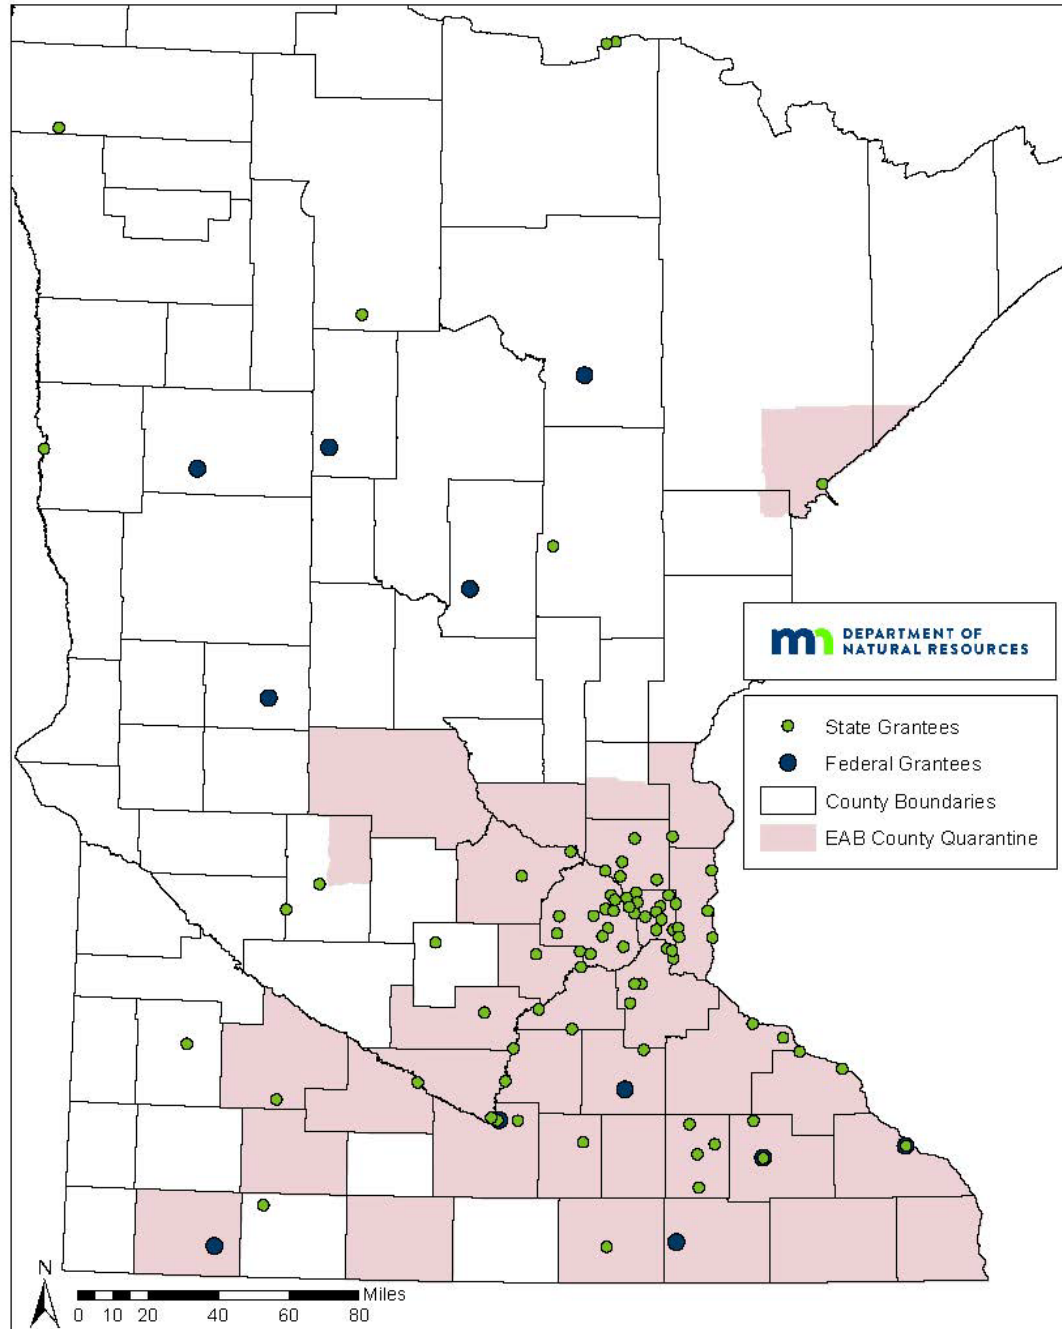 mn DEPARTMENT OF
NATURAL RESOURCES
State Grantees
Federal Grantees
County Boundaries
EAB County Quarantine
N
Miles
0 10 20 40 60 80